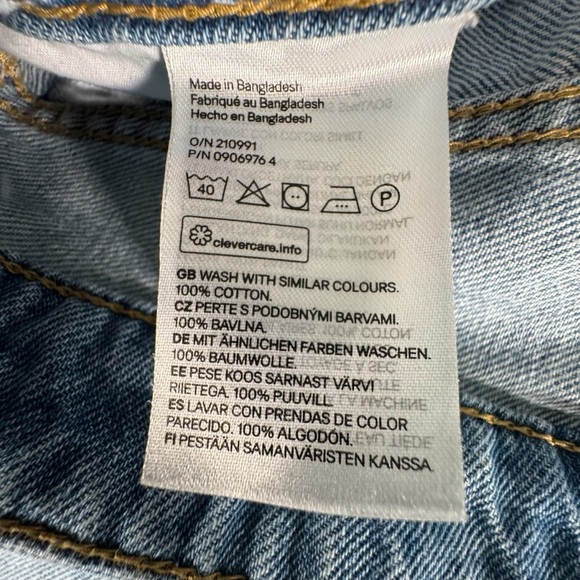 Made in Bangladesh
Fabriqué au Bangladesh
Hecho en Bangladesh
O/N 210991
P/N 0906976 4
40
P
clevercare.info
GB WASH WITH SIMILAR COLOURS.
100% COTTON.
CZ PERTE S PODOBNÝMI BARVAMI.
100% BAVLNA.
DE MIT ÄHNLICHEN FARBEN WASCHEN.
100% BAUMWOLLE.
EE PESE KOOS SARNAST VÄRVI
RIIETEGA. 100% PUUVILL
ES LAVAR CON PRENDAS DE COLOR
PARECIDO. 100% ALGODÓN.
FI PESTÄÄN SAMANVÄRISTEN KANSSA